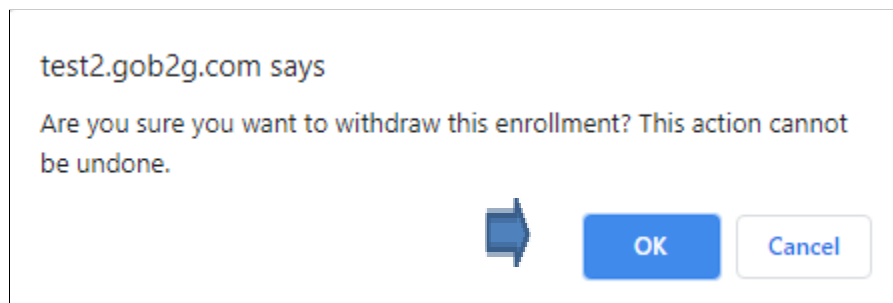 test2.gob2g.com says
Are you sure you want to withdraw this enrollment? This action cannot
be undone.
OK
Cancel